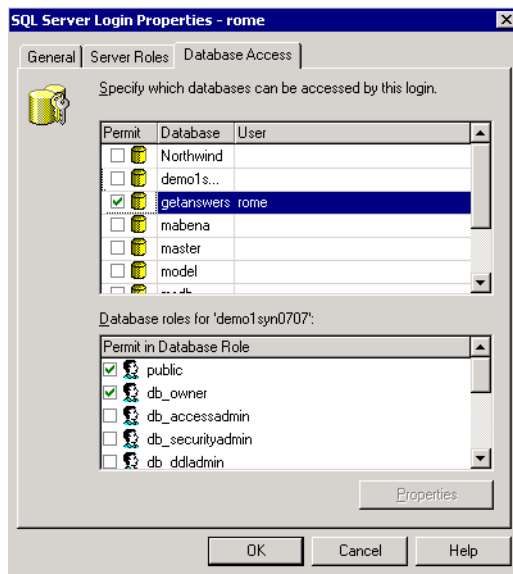 SQL Server Login Properties - rome
General Server Roles Database Access
Specify which databases can be accessed by this login.
Permit Database User
Northwind
demo1s...
getanswers rome
mabena
master
model
Database roles for 'demo1syn0707':
Permit in Database Role
public
db_owner
db_accessadmin
db_securityadmin
db_ddladmin
Properties
OK Cancel Help